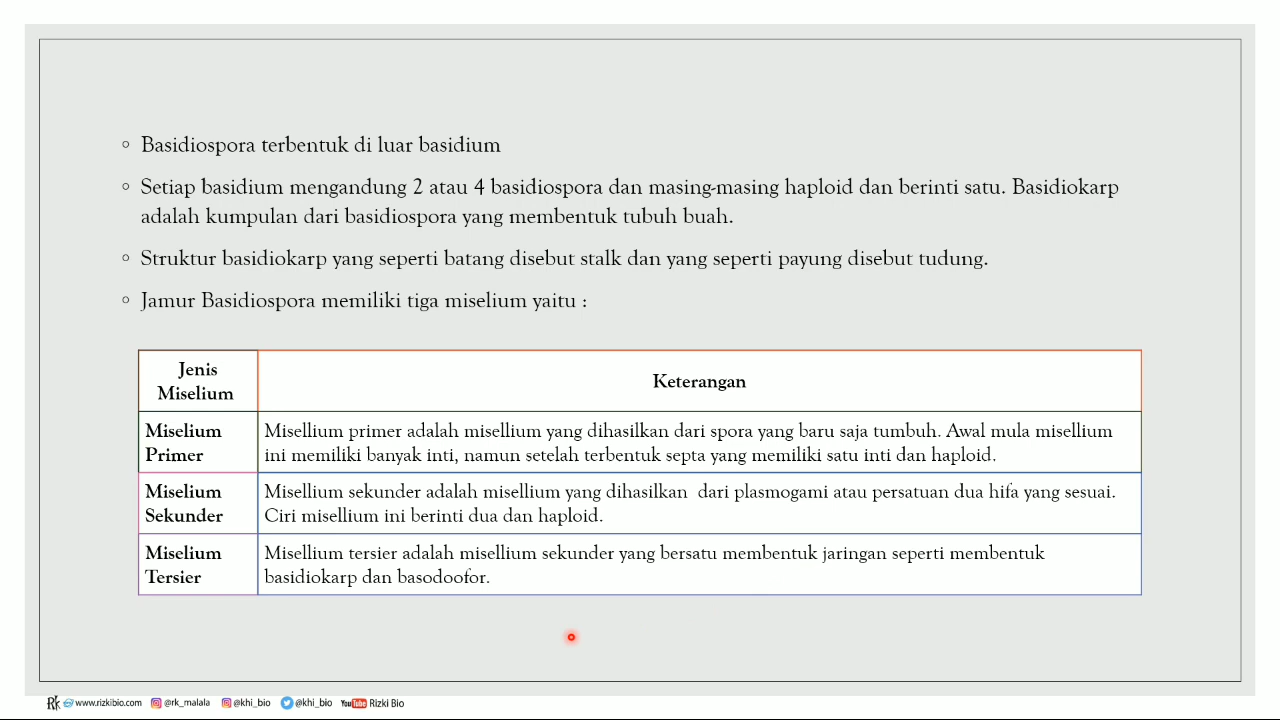 Basidiospora terbentuk di luar basidium
Setiap basidium mengandung 2 atau 4 basidiospora dan masing-masing haploid dan berinti satu. Basidiokarp
adalah kumpulan dari basidiospora yang membentuk tubuh buah.
Struktur basidiokarp yang seperti batang disebut stalk dan yang seperti payung disebut tudung.
Jamur Basidiospora memiliki tiga miselium yaitu :
Jenis
Miselium
Keterangan
Miselium
Primer
Misellium primer adalah misellium yang dihasilkan dari spora yang baru saja tumbuh. Awal mula misellium
ini memiliki banyak inti, namun setelah terbentuk septa yang memiliki satu inti dan haploid.
Miselium
Sekunder
Misellium sekunder adalah misellium yang dihasilkan dari plasmogami atau persatuan dua hifa yang sesuai.
Ciri misellium ini berinti dua dan haploid.
Miselium
Tersier
Misellium tersier adalah misellium sekunder yang bersatu membentuk jaringan seperti membentuk
basidiokarp dan basodoofor.
Rk www.rizkibio.com @rk_malala @khi_bio @khi_bio YouTube Rizki Bio